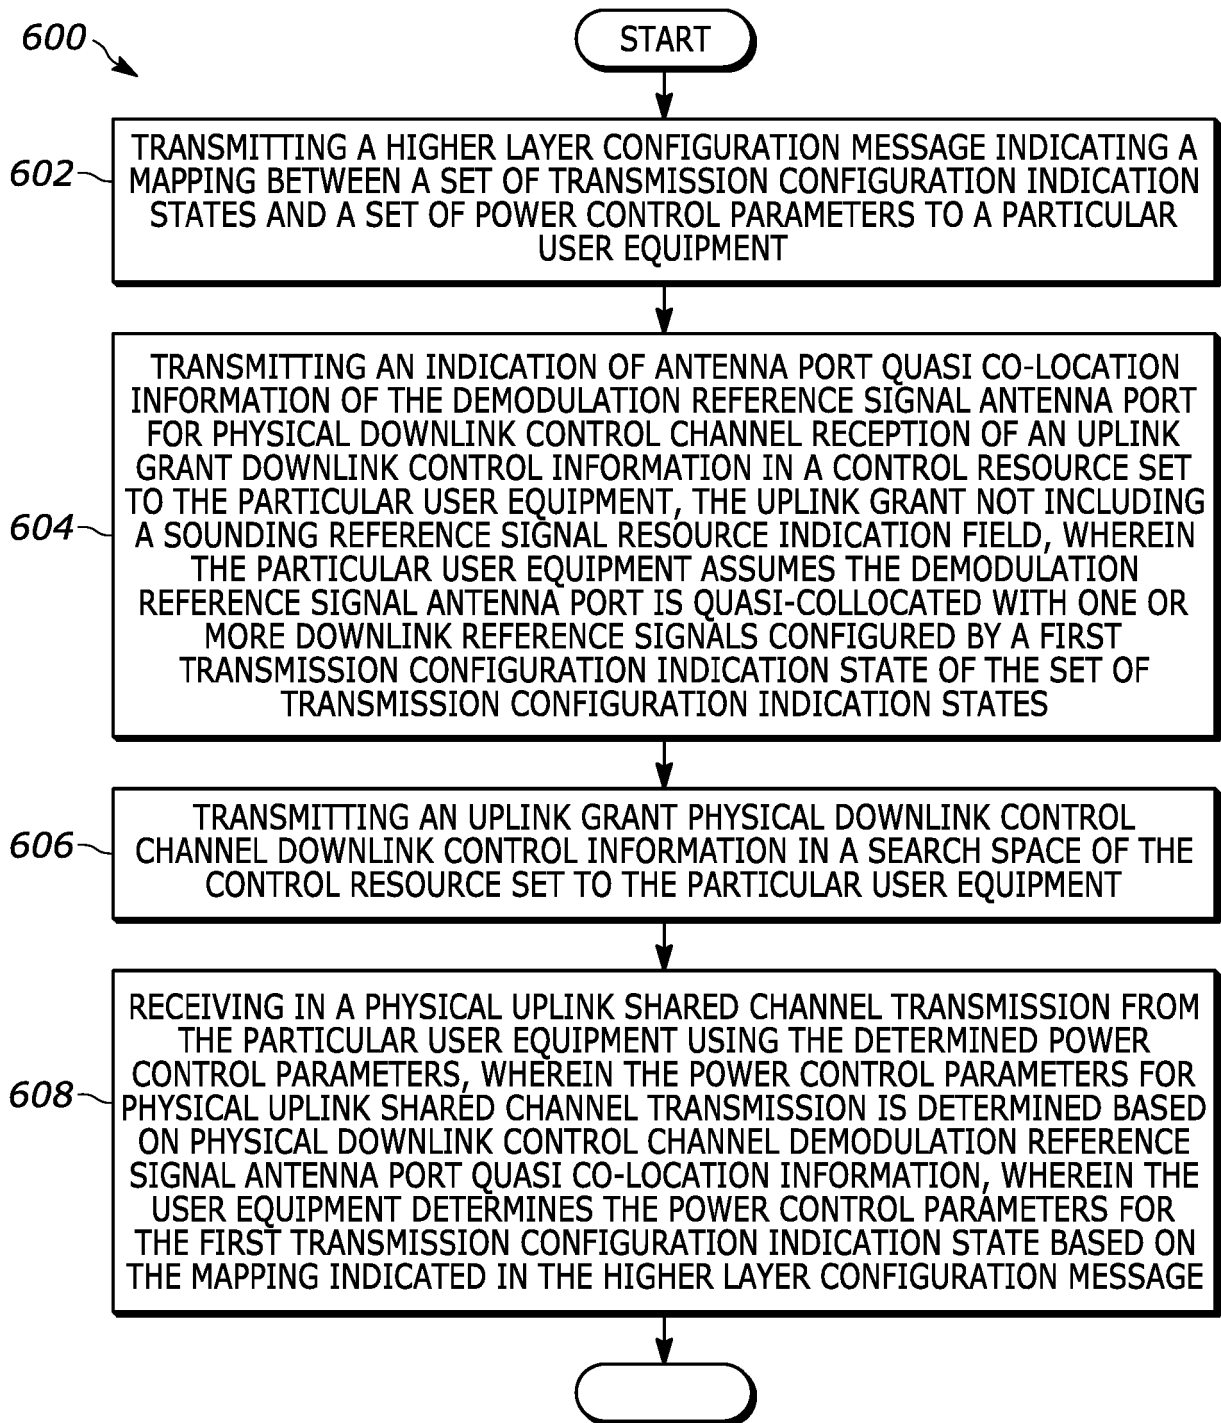 600
START
602
TRANSMITTING A HIGHER LAYER CONFIGURATION MESSAGE INDICATING A
MAPPING BETWEEN A SET OF TRANSMISSION CONFIGURATION INDICATION
STATES AND A SET OF POWER CONTROL PARAMETERS TO A PARTICULAR
USER EQUIPMENT
604
TRANSMITTING AN INDICATION OF ANTENNA PORT QUASI CO-LOCATION
INFORMATION OF THE DEMODULATION REFERENCE SIGNAL ANTENNA PORT
FOR PHYSICAL DOWNLINK CONTROL CHANNEL RECEPTION OF AN UPLINK
GRANT DOWNLINK CONTROL INFORMATION IN A CONTROL RESOURCE SET
TO THE PARTICULAR USER EQUIPMENT, THE UPLINK GRANT NOT INCLUDING
A SOUNDING REFERENCE SIGNAL RESOURCE INDICATION FIELD, WHEREIN
THE PARTICULAR USER EQUIPMENT ASSUMES THE DEMODULATION
REFERENCE SIGNAL ANTENNA PORT IS QUASI-COLLOCATED WITH ONE OR
MORE DOWNLINK REFERENCE SIGNALS CONFIGURED BY A FIRST
TRANSMISSION CONFIGURATION INDICATION STATE OF THE SET OF
TRANSMISSION CONFIGURATION INDICATION STATES
606
TRANSMITTING AN UPLINK GRANT PHYSICAL DOWNLINK CONTROL
CHANNEL DOWNLINK CONTROL INFORMATION IN A SEARCH SPACE OF THE
CONTROL RESOURCE SET TO THE PARTICULAR USER EQUIPMENT
608
RECEIVING IN A PHYSICAL UPLINK SHARED CHANNEL TRANSMISSION FROM
THE PARTICULAR USER EQUIPMENT USING THE DETERMINED POWER
CONTROL PARAMETERS, WHEREIN THE POWER CONTROL PARAMETERS FOR
PHYSICAL UPLINK SHARED CHANNEL TRANSMISSION IS DETERMINED BASED
ON PHYSICAL DOWNLINK CONTROL CHANNEL DEMODULATION REFERENCE
SIGNAL ANTENNA PORT QUASI CO-LOCATION INFORMATION, WHEREIN THE
USER EQUIPMENT DETERMINES THE POWER CONTROL PARAMETERS FOR
THE FIRST TRANSMISSION CONFIGURATION INDICATION STATE BASED ON
THE MAPPING INDICATED IN THE HIGHER LAYER CONFIGURATION MESSAGE